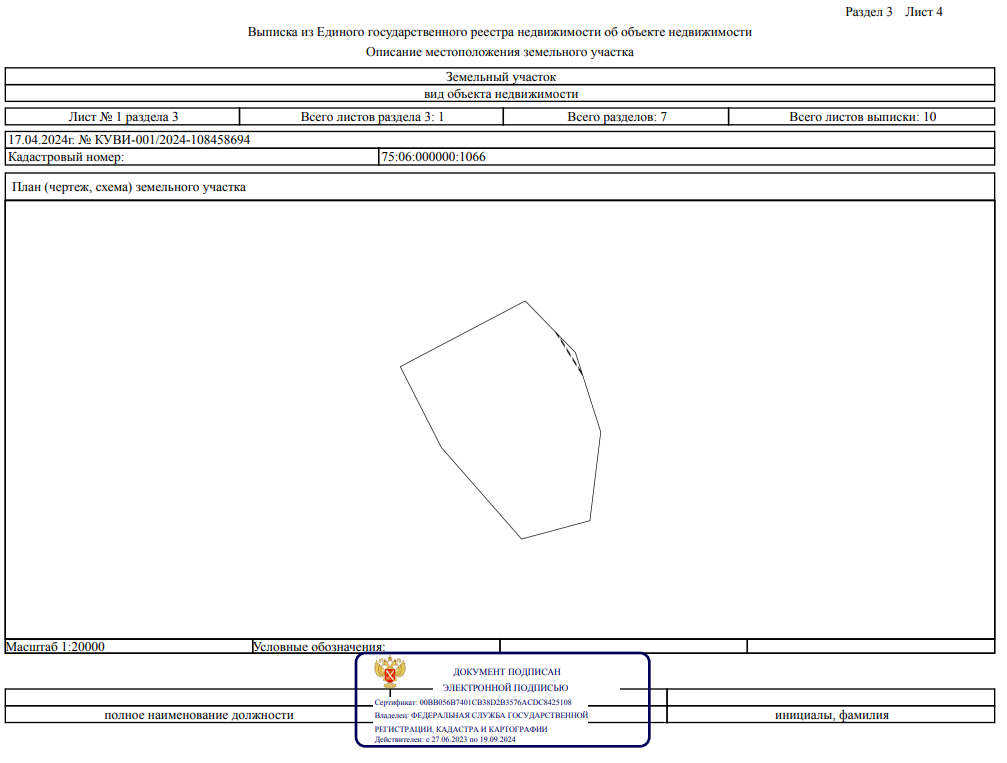 Раздел 3 Лист 4
Выписка из Единого государственного реестра недвижимости об объекте недвижимости
Описание местоположения земельного участка
Земельный участок
вид объекта недвижимости
Лист № 1 раздела 3 Всего листов раздела 3: 1 Всего разделов: 7 Всего листов выписки: 10
17.04.2024г. № КУВИ-001/2024-108458694
Кадастровый номер: 75:06:000000:1066
План (чертеж, схема) земельного участка
Масштаб 1:20000 Условные обозначения:
ДОКУМЕНТ ПОДПИСАН
ЭЛЕКТРОННОЙ ПОДПИСЬЮ
Сертификат: 00BB056B7401CB38D2B3576ACDC8425108
Владелец: ФЕДЕРАЛЬНАЯ СЛУЖБА ГОСУДАРСТВЕННОЙ
РЕГИСТРАЦИИ, КАДАСТРА И КАРТОГРАФИИ
Действителен: с 27.06.2023 по 19.09.2024
полное наименование должности инициалы, фамилия